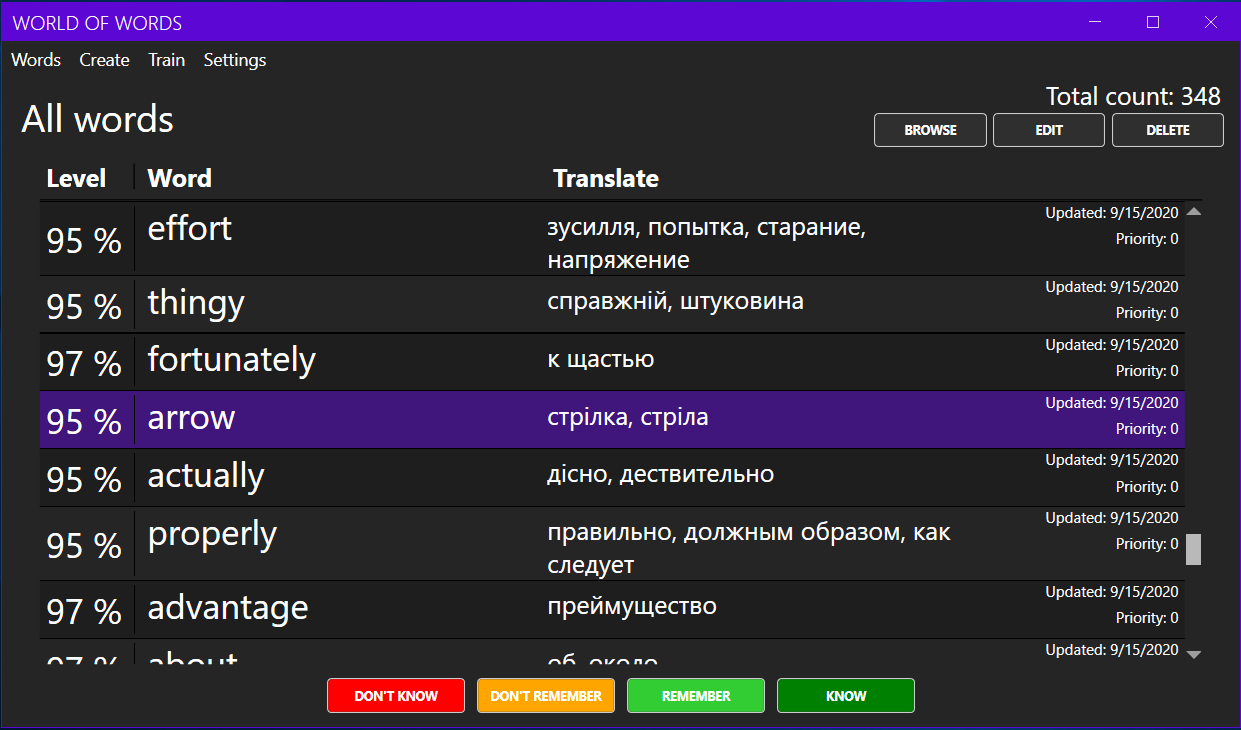 WORLD OF WORDS
Words Create Train Settings
Total count: 348
All words
BROWSE EDIT DELETE
Level Word Translate
95 % effort зусилля, попытка, старание, Updated: 9/15/2020
напряжение Priority: 0
95 % thingy справжній, штуковина Updated: 9/15/2020
Priority: 0
97 % fortunately к щастью Updated: 9/15/2020
Priority: 0
95 % arrow стрілка, стріла Updated: 9/15/2020
Priority: 0
95 % actually дісно, дествительно Updated: 9/15/2020
Priority: 0
95 % properly правильно, должным образом, как Updated: 9/15/2020
следует Priority: 0
97 % advantage преймущество Updated: 9/15/2020
Priority: 0
97 % about об, около Updated: 9/15/2020
DON'T KNOW DON'T REMEMBER REMEMBER KNOW